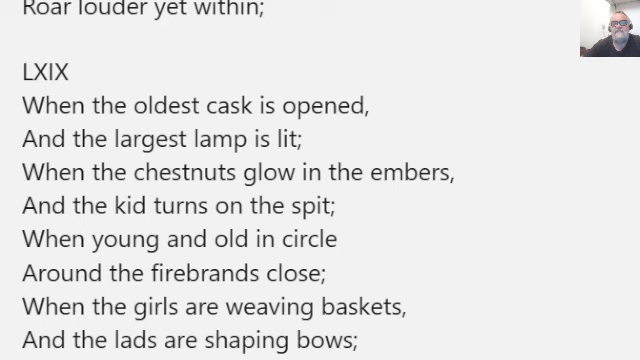 Roar louder yet within;
LXIX
When the oldest cask is opened,
And the largest lamp is lit;
When the chestnuts glow in the embers,
And the kid turns on the spit;
When young and old in circle
Around the firebrands close;
When the girls are weaving baskets,
And the lads are shaping bows;